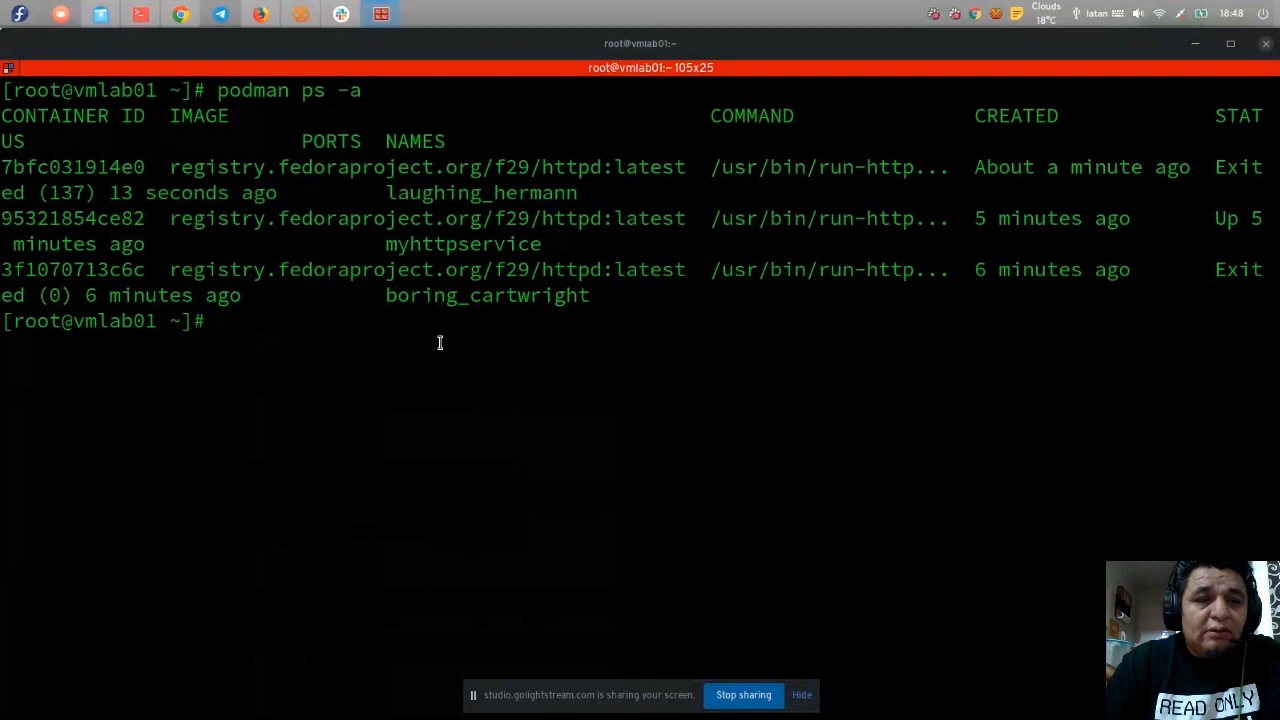 Clouds
18°C
latan
18:48
root@vmlab01:~
root@vmlab01:~ 105x25
[root@vmlab01 ~]# podman ps -a
CONTAINER ID  IMAGE                                        COMMAND               CREATED             STAT
US                       PORTS  NAMES
7bfc031914e0  registry.fedoraproject.org/f29/httpd:latest  /usr/bin/run-http...  About a minute ago  Exit
ed (137) 13 seconds ago         laughing_hermann
95321854ce82  registry.fedoraproject.org/f29/httpd:latest  /usr/bin/run-http...  5 minutes ago       Up 5
 minutes ago                    myhttpservice
3f1070713c6c  registry.fedoraproject.org/f29/httpd:latest  /usr/bin/run-http...  6 minutes ago       Exit
ed (0) 6 minutes ago            boring_cartwright
[root@vmlab01 ~]#
studio.golightstream.com is sharing your screen. Stop sharing Hide
READ ONLY